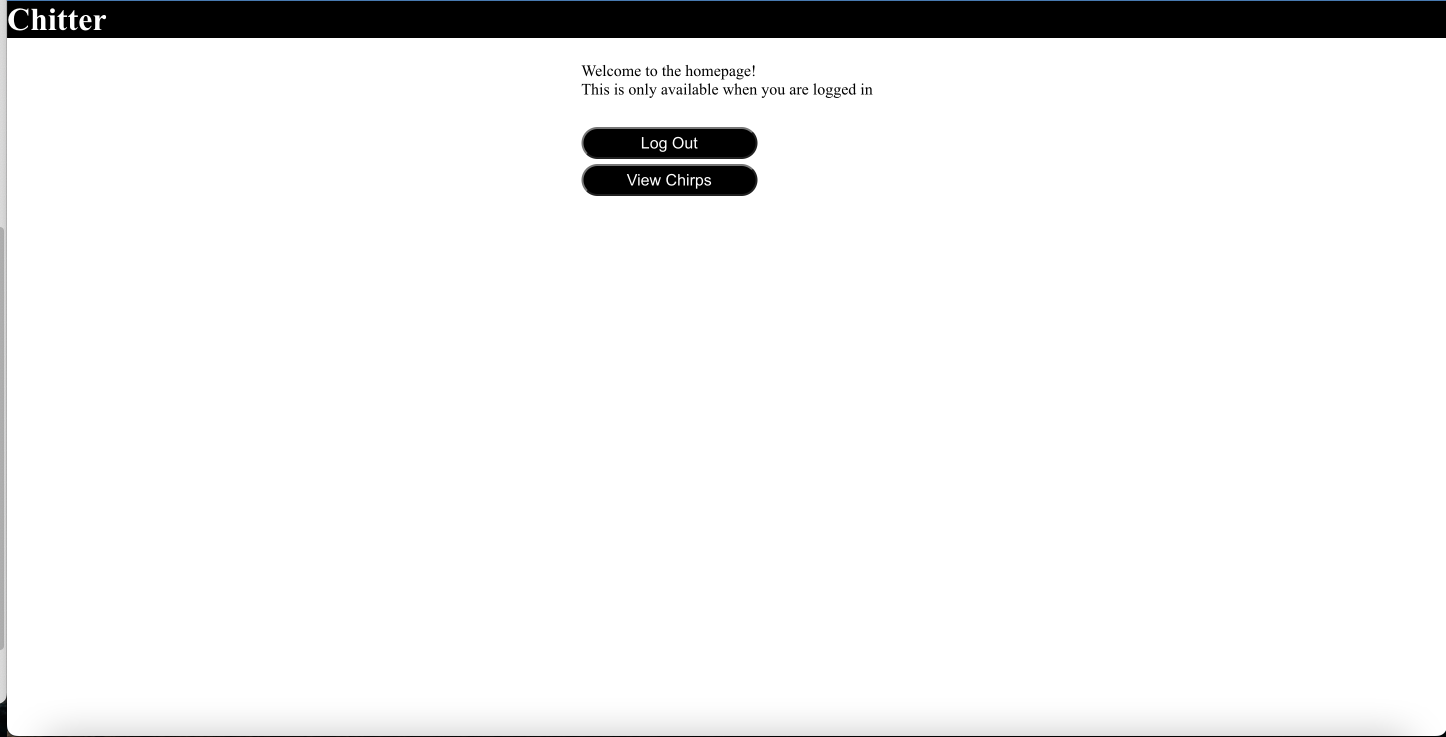 Chitter
Welcome to the homepage!
This is only available when you are logged in
Log Out
View Chirps